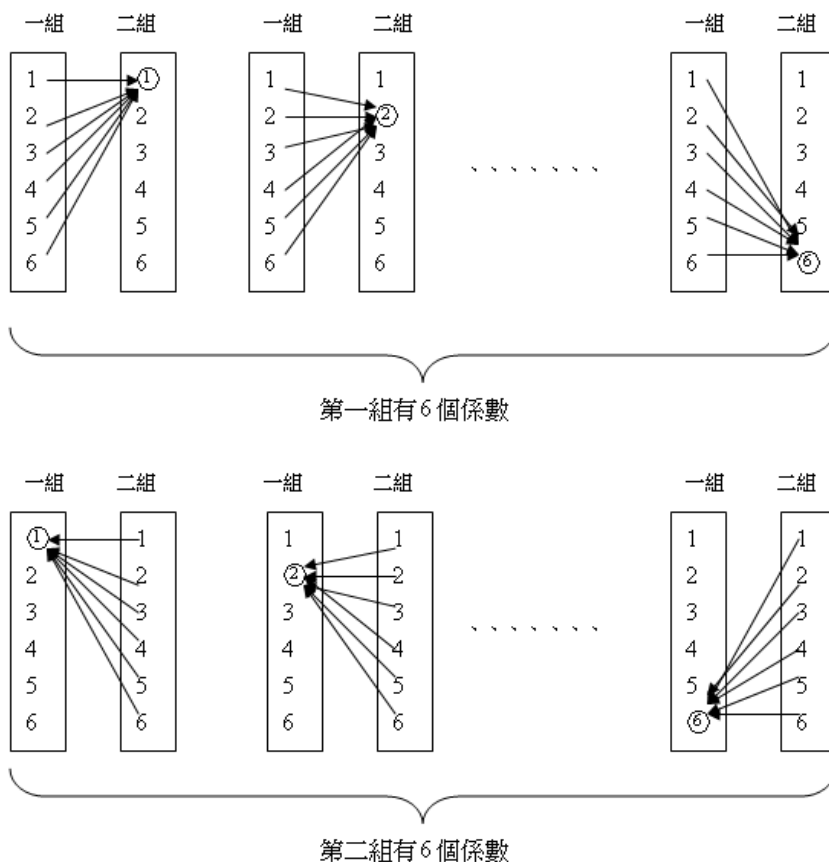 一組 二組 一組 二組 一組 二組
1 ① 1 1 1 1
2 2 2 ② 2 2
3 3 3 3 3 3
4 4 4 4 、、、、、、、 4 4
5 5 5 5 5 5
6 6 6 6 6 ⑥
第一組有6個係數
一組 二組 一組 二組 一組 二組
① 1 1 1 1 1
2 2 ② 2 2 2
3 3 3 3 3 3
、、、、、、、
4 4 4 4 4 4
5 5 5 5 5 5
6 6 6 6 ⑥ 6
第二組有6個係數